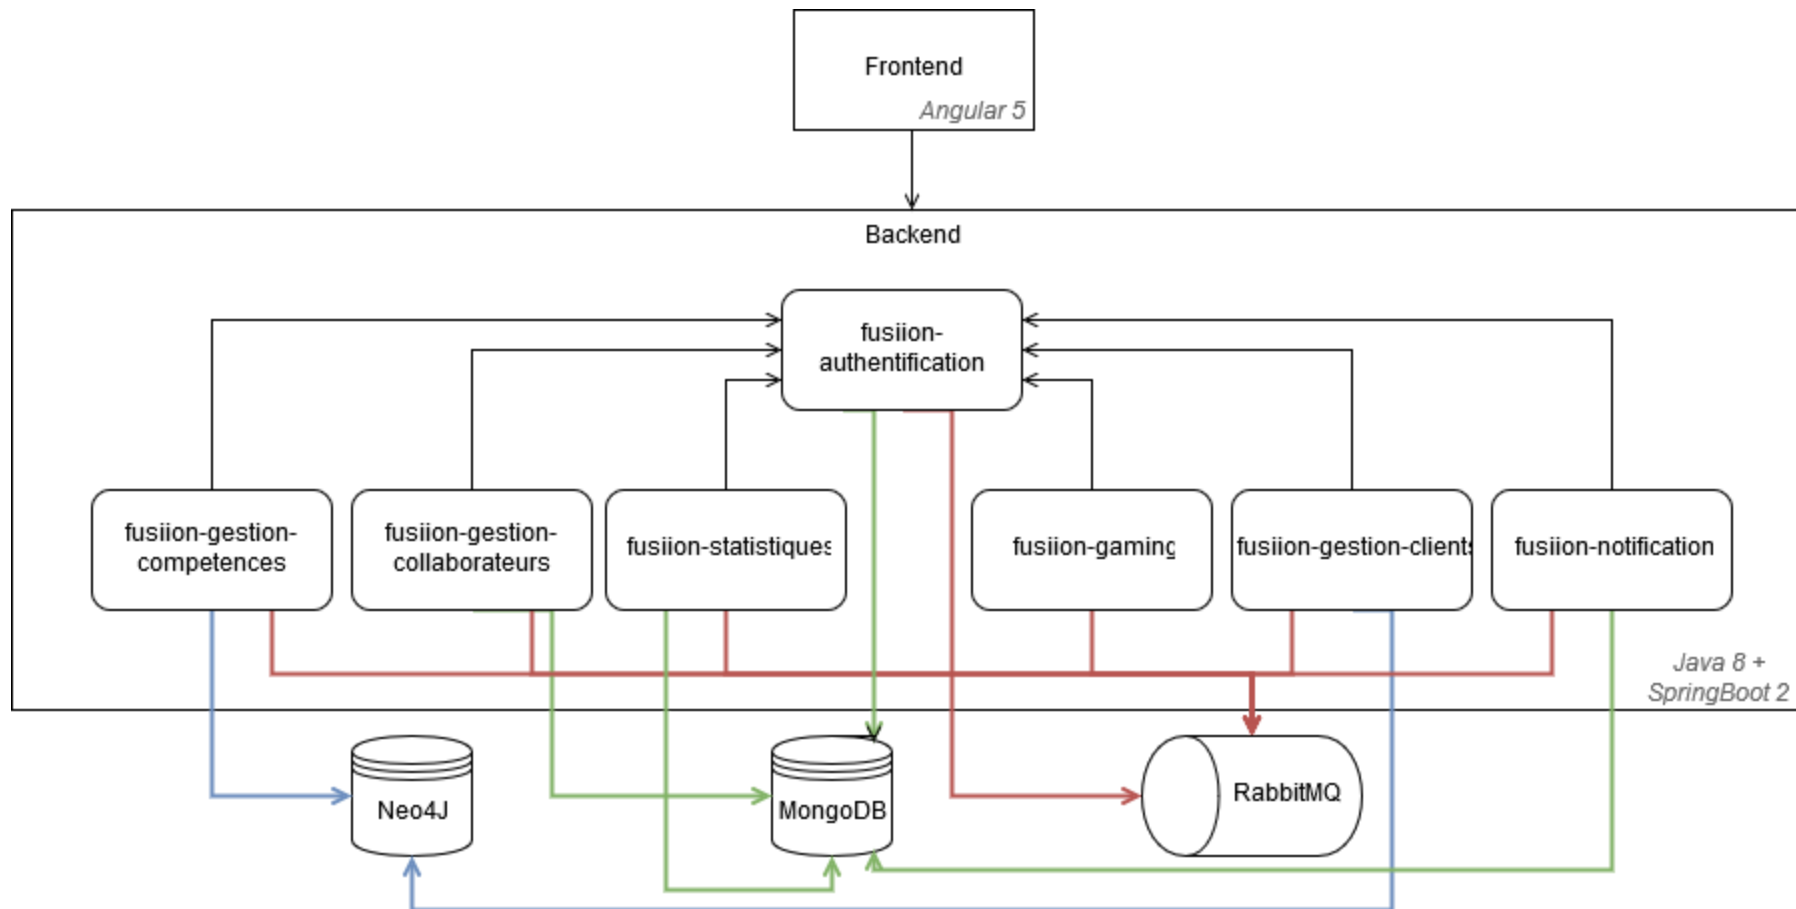 Frontend
Angular 5
Backend
fusiion-
authentification
fusiion-gestion-
competences
fusiion-gestion-
collaborateurs
fusiion-statistiques
fusiion-gaming
fusiion-gestion-clients
fusiion-notification
Java 8 +
SpringBoot 2
Neo4J
MongoDB
RabbitMQ